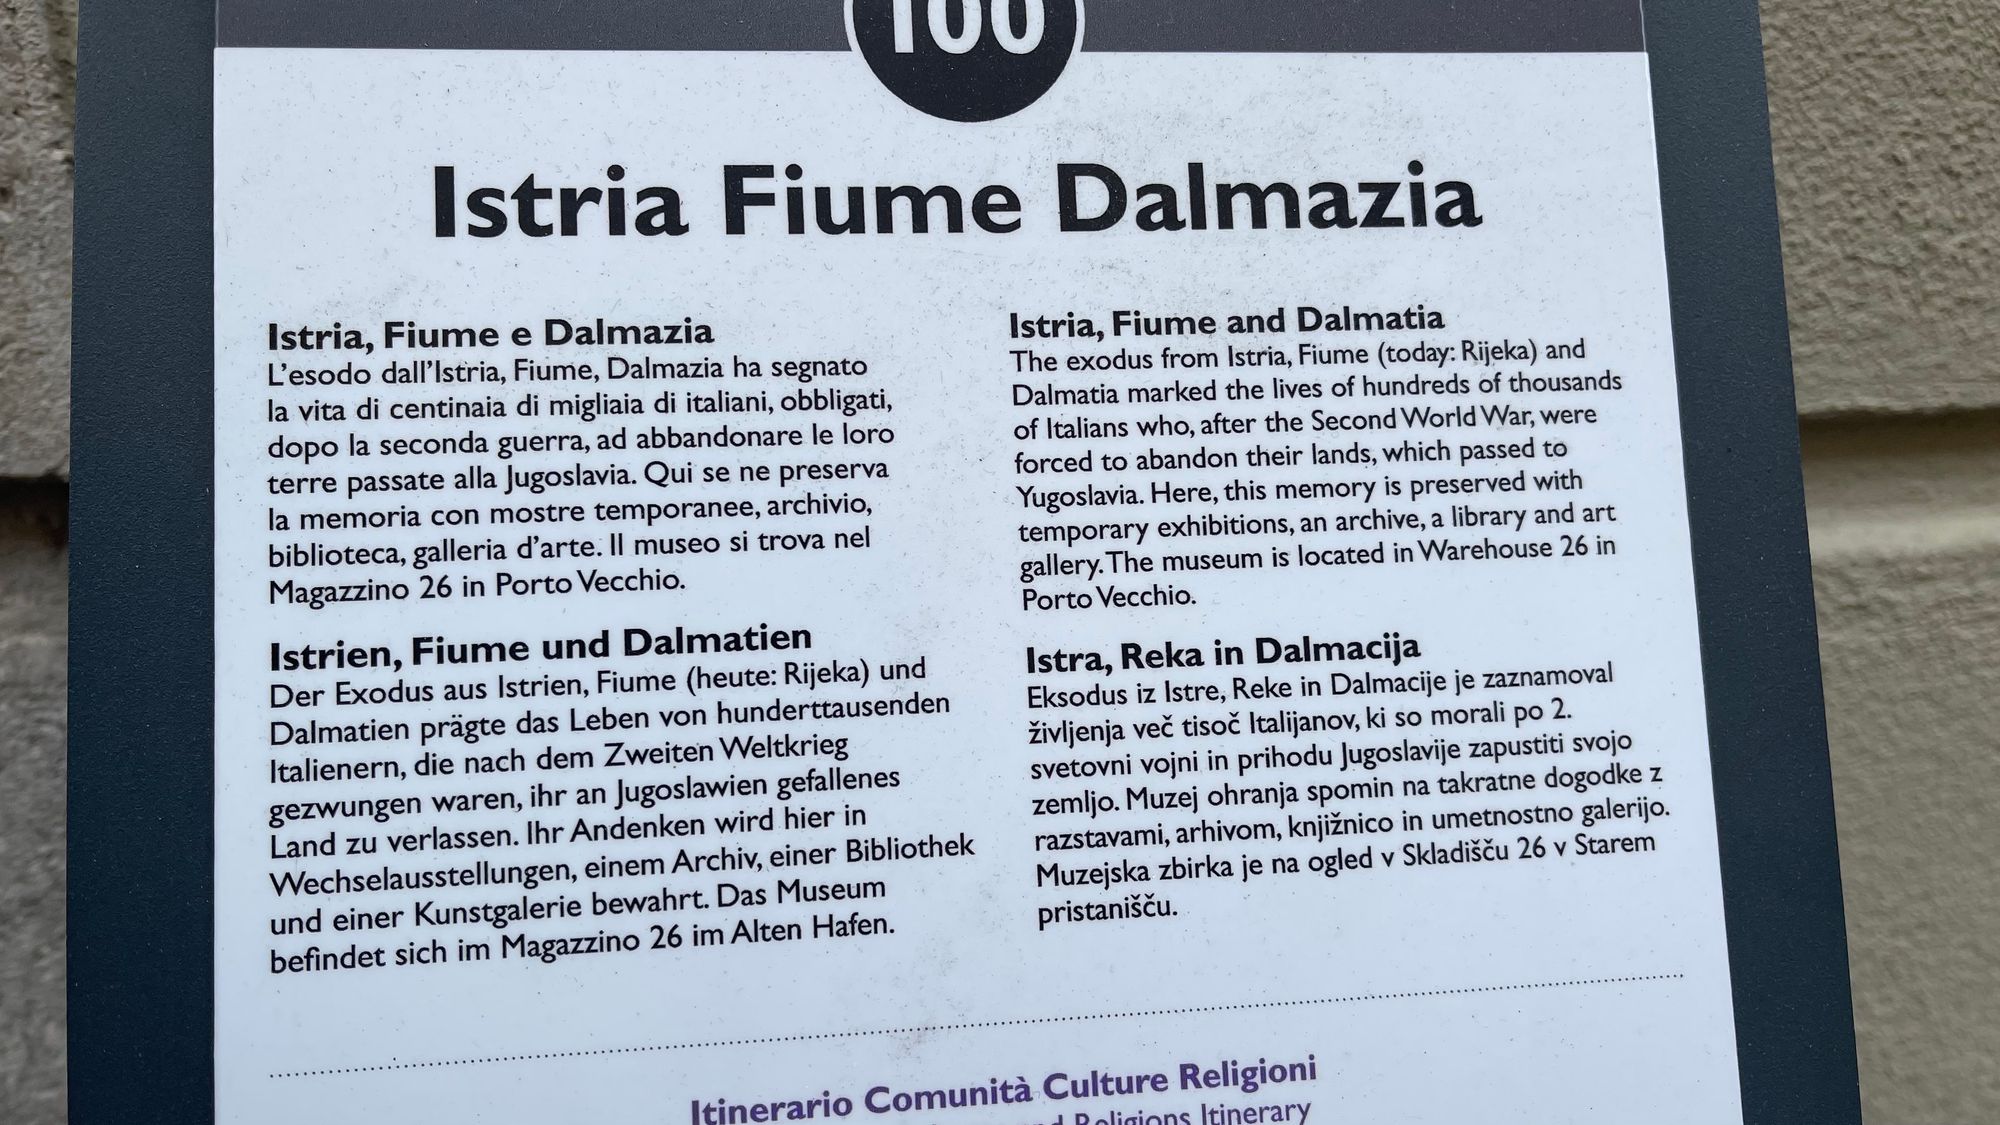 100
Istria Fiume Dalmazia
Istria, Fiume e Dalmazia
L'esodo dall'Istria, Fiume, Dalmazia ha segnato
la vita di centinaia di migliaia di italiani, obbligati,
dopo la seconda guerra, ad abbandonare le loro
terre passate alla Jugoslavia. Qui se ne preserva
la memoria con mostre temporanee, archivio,
biblioteca, galleria d'arte. Il museo si trova nel
Magazzino 26 in Porto Vecchio.
Istria, Fiume and Dalmatia
The exodus from Istria, Fiume (today: Rijeka) and
Dalmatia marked the lives of hundreds of thousands
of Italians who, after the Second World War, were
forced to abandon their lands, which passed to
Yugoslavia. Here, this memory is preserved with
temporary exhibitions, an archive, a library and art
gallery. The museum is located in Warehouse 26 in
Porto Vecchio.
Istrien, Fiume und Dalmatien
Der Exodus aus Istrien, Fiume (heute: Rijeka) und
Dalmatien prägte das Leben von hunderttausenden
Italienern, die nach dem Zweiten Weltkrieg
gezwungen waren, ihr an Jugoslawien gefallenes
Land zu verlassen. Ihr Andenken wird hier in
Wechselausstellungen, einem Archiv, einer Bibliothek
und einer Kunstgalerie bewahrt. Das Museum
befindet sich im Magazzino 26 im Alten Hafen.
Istra, Reka in Dalmacija
Eksodus iz Istre, Reke in Dalmacije je zaznamoval
življenja več tisoč Italijanov, ki so morali po 2.
svetovni vojni in prihodu Jugoslavije zapustiti svojo
zemljo. Muzej ohranja spomin na takratne dogodke z
razstavami, arhivom, knjižnico in umetnostno galerijo.
Muzejska zbirka je na ogled v Skladišču 26 v Starem
pristanišču.
Itinerario Comunità Culture Religioni
and Religions Itinerary